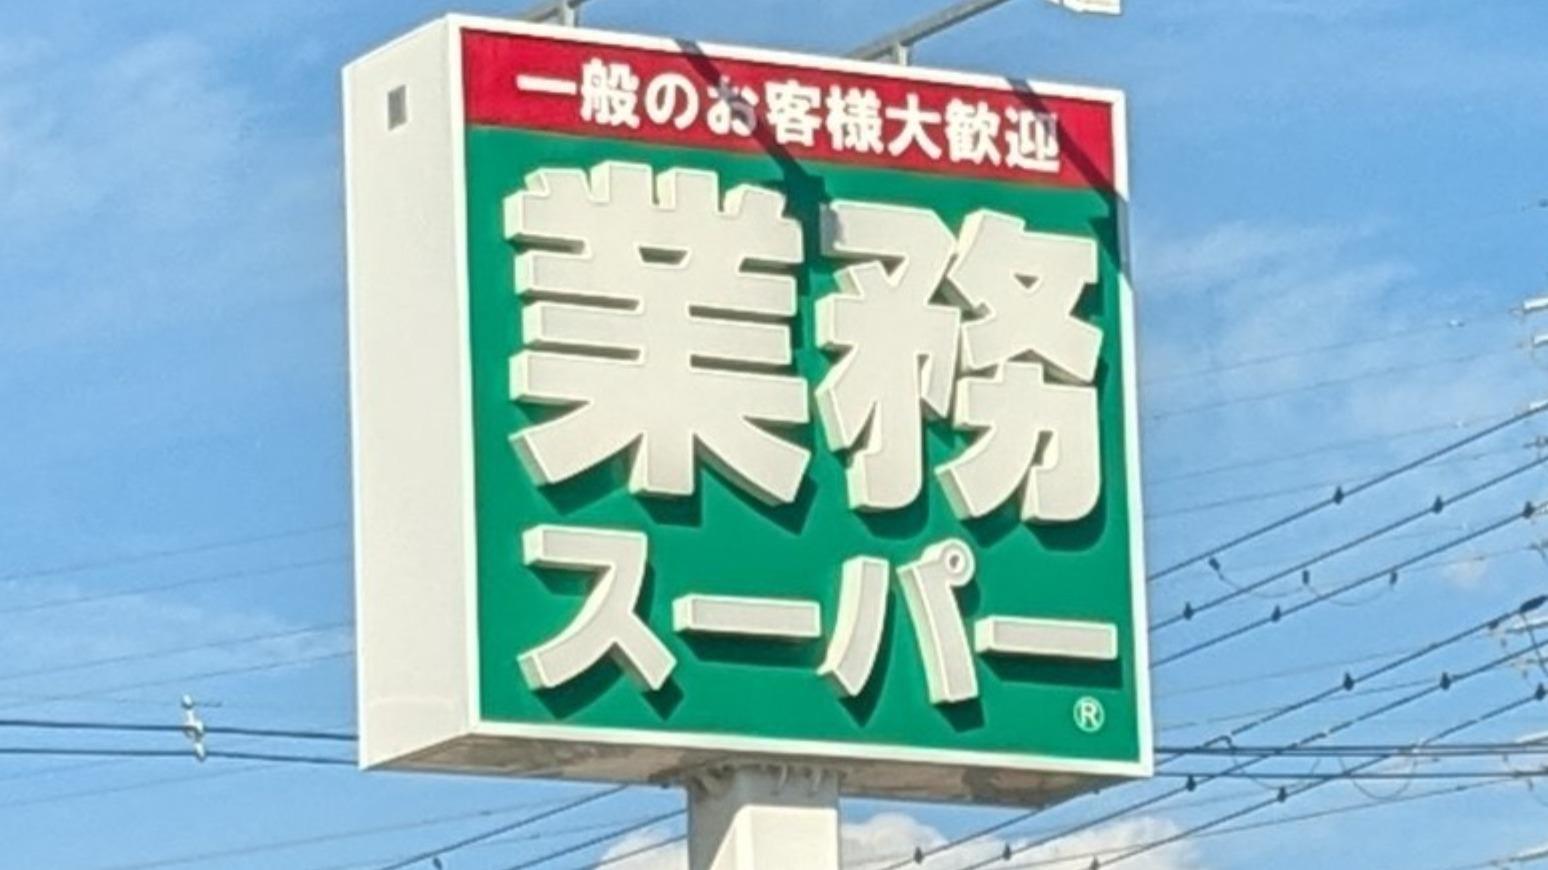 一般のお客様大歓迎
業務
スーパー
®